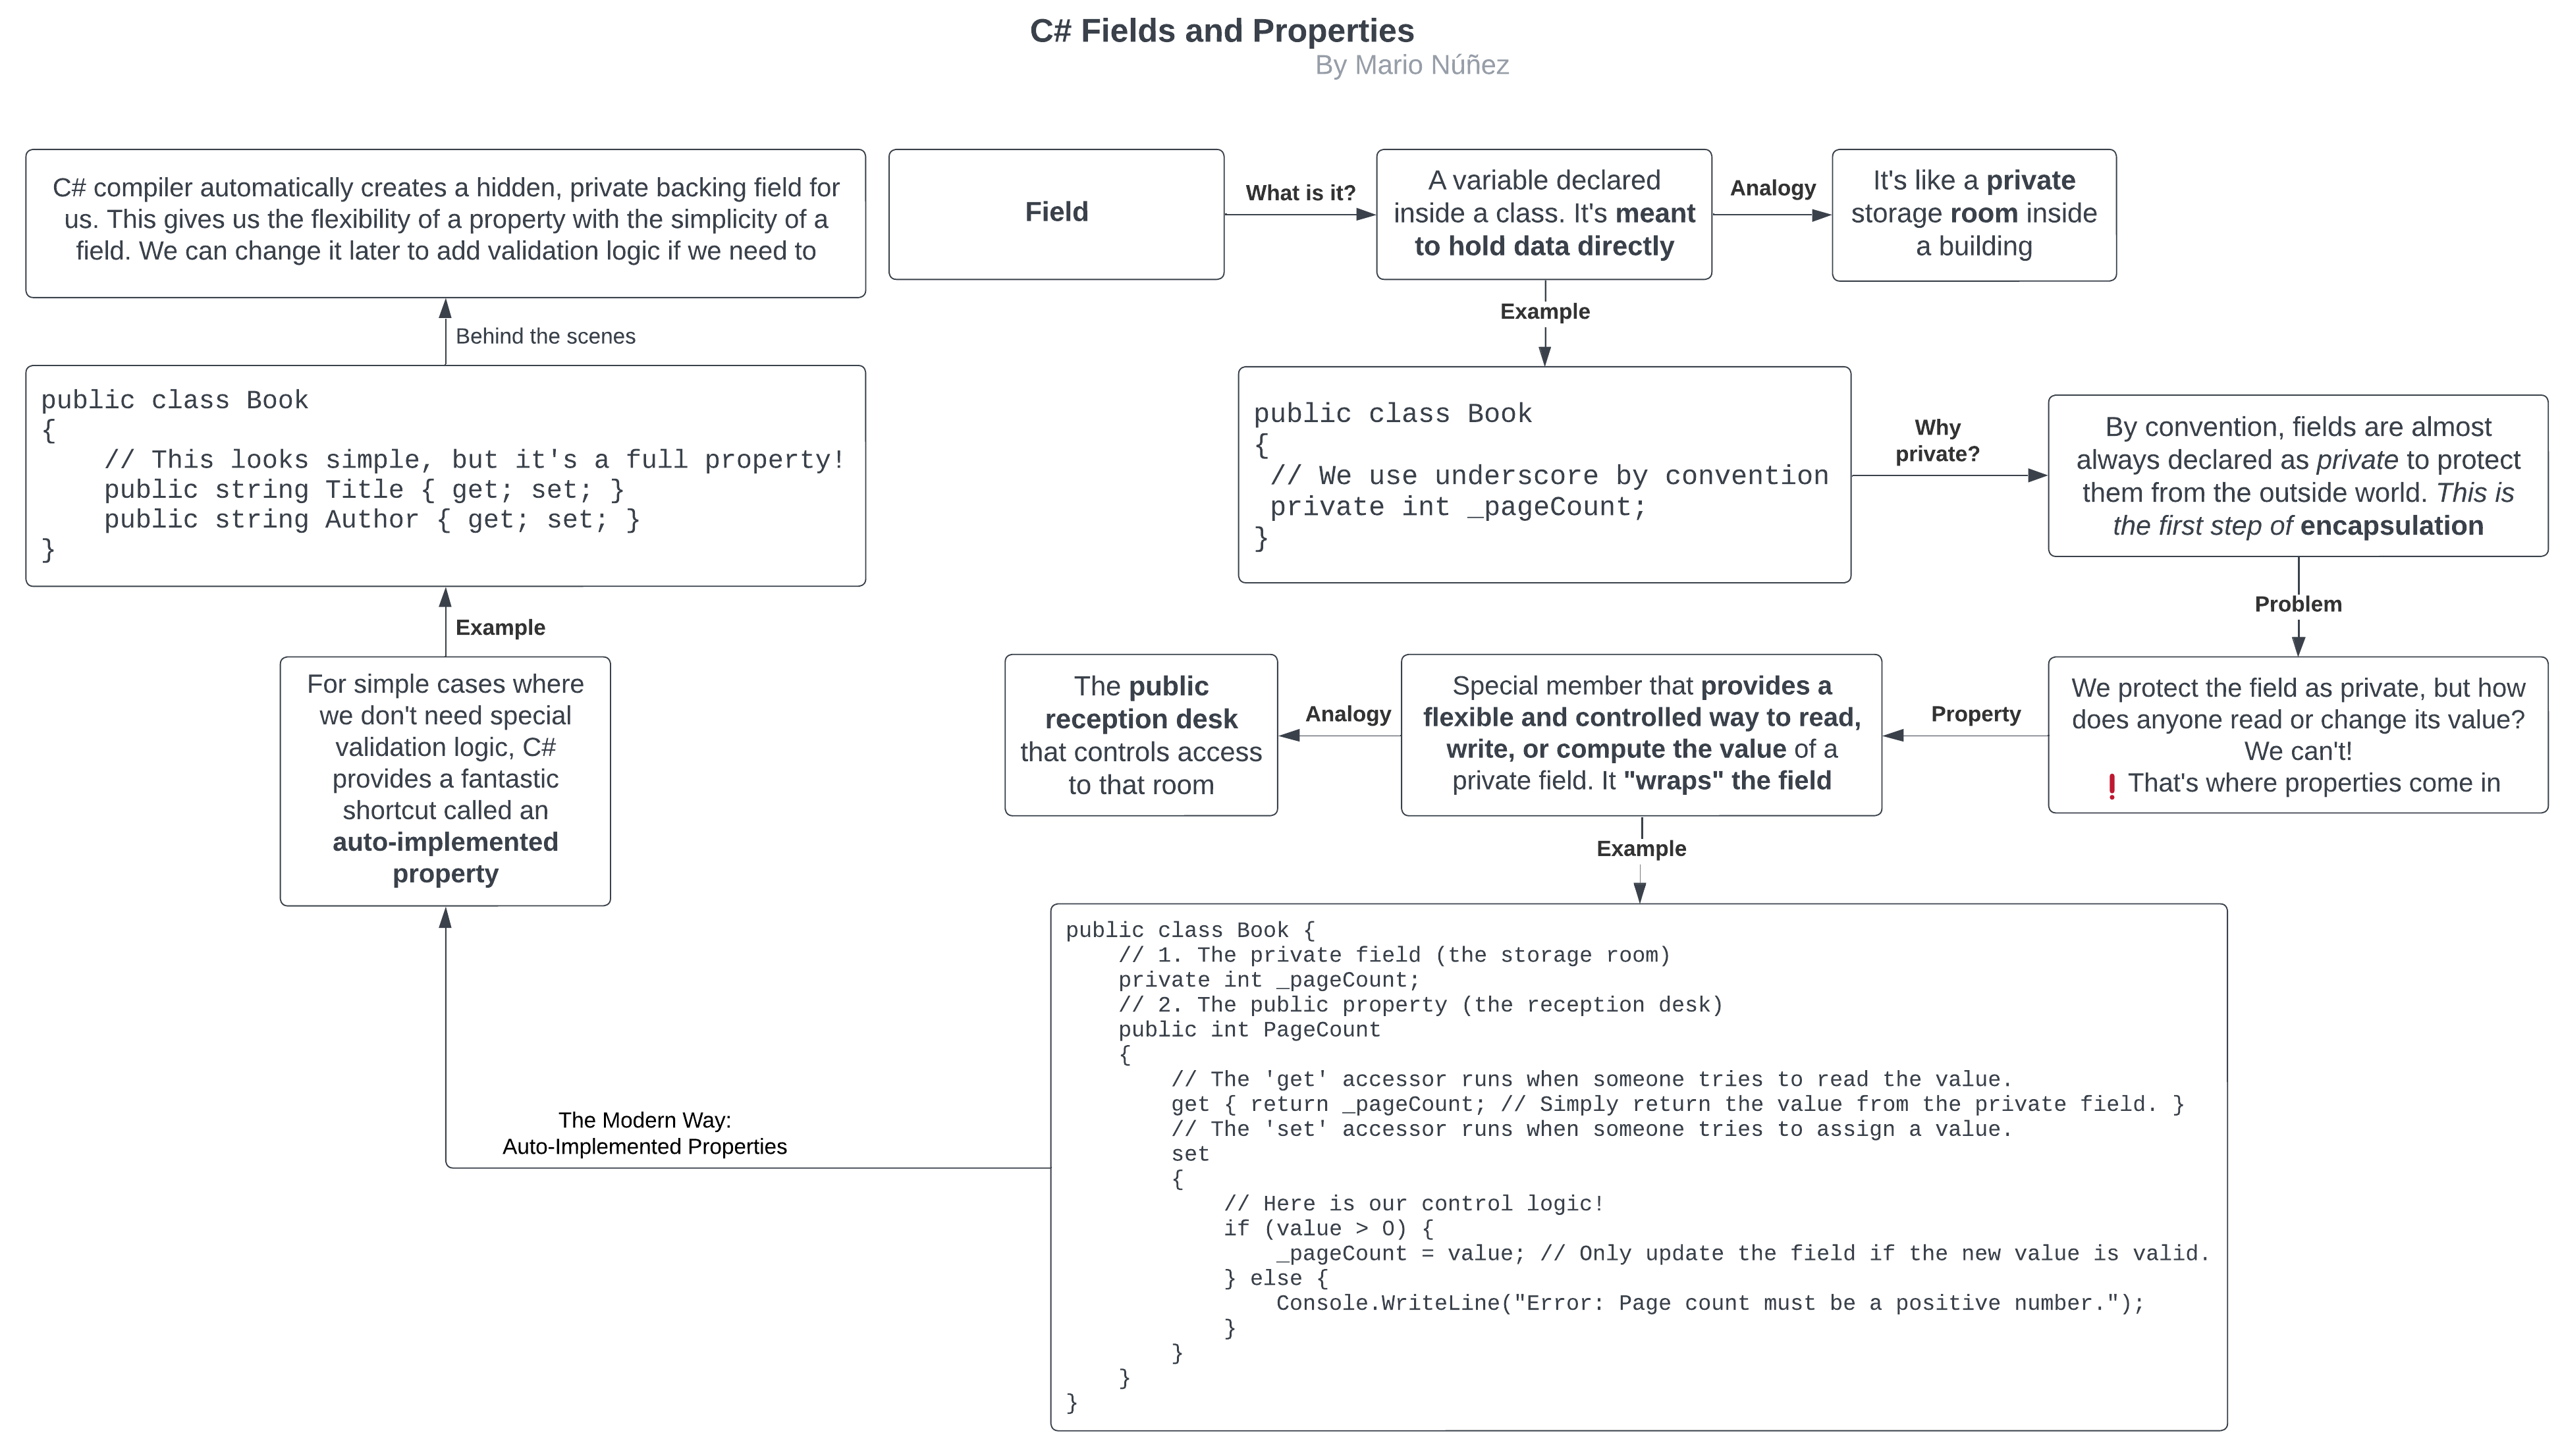 C# Fields and Properties
By Mario Núñez
Field
What is it?
A variable declared
inside a class. It's meant
to hold data directly
Analogy
It's like a private
storage room inside
a building
Example
public class Book
{
 // We use underscore by convention
 private int _pageCount;
}
Why
private?
By convention, fields are almost
always declared as private to protect
them from the outside world. This is
the first step of encapsulation
Problem
We protect the field as private, but how
does anyone read or change its value?
We can't!
❗ That's where properties come in
Property
Special member that provides a
flexible and controlled way to read,
write, or compute the value of a
private field. It "wraps" the field
Analogy
The public
reception desk
that controls access
to that room
Example
public class Book {
    // 1. The private field (the storage room)
    private int _pageCount;
    // 2. The public property (the reception desk)
    public int PageCount
    {
        // The 'get' accessor runs when someone tries to read the value.
        get { return _pageCount; // Simply return the value from the private field. }
        // The 'set' accessor runs when someone tries to assign a value.
        set
        {
            // Here is our control logic!
            if (value > 0) {
                _pageCount = value; // Only update the field if the new value is valid.
            } else {
                Console.WriteLine("Error: Page count must be a positive number.");
            }
        }
    }
}
The Modern Way:
Auto-Implemented Properties
For simple cases where
we don't need special
validation logic, C#
provides a fantastic
shortcut called an
auto-implemented
property
Example
public class Book
{
    // This looks simple, but it's a full property!
    public string Title { get; set; }
    public string Author { get; set; }
}
Behind the scenes
C# compiler automatically creates a hidden, private backing field for
us. This gives us the flexibility of a property with the simplicity of a
field. We can change it later to add validation logic if we need to